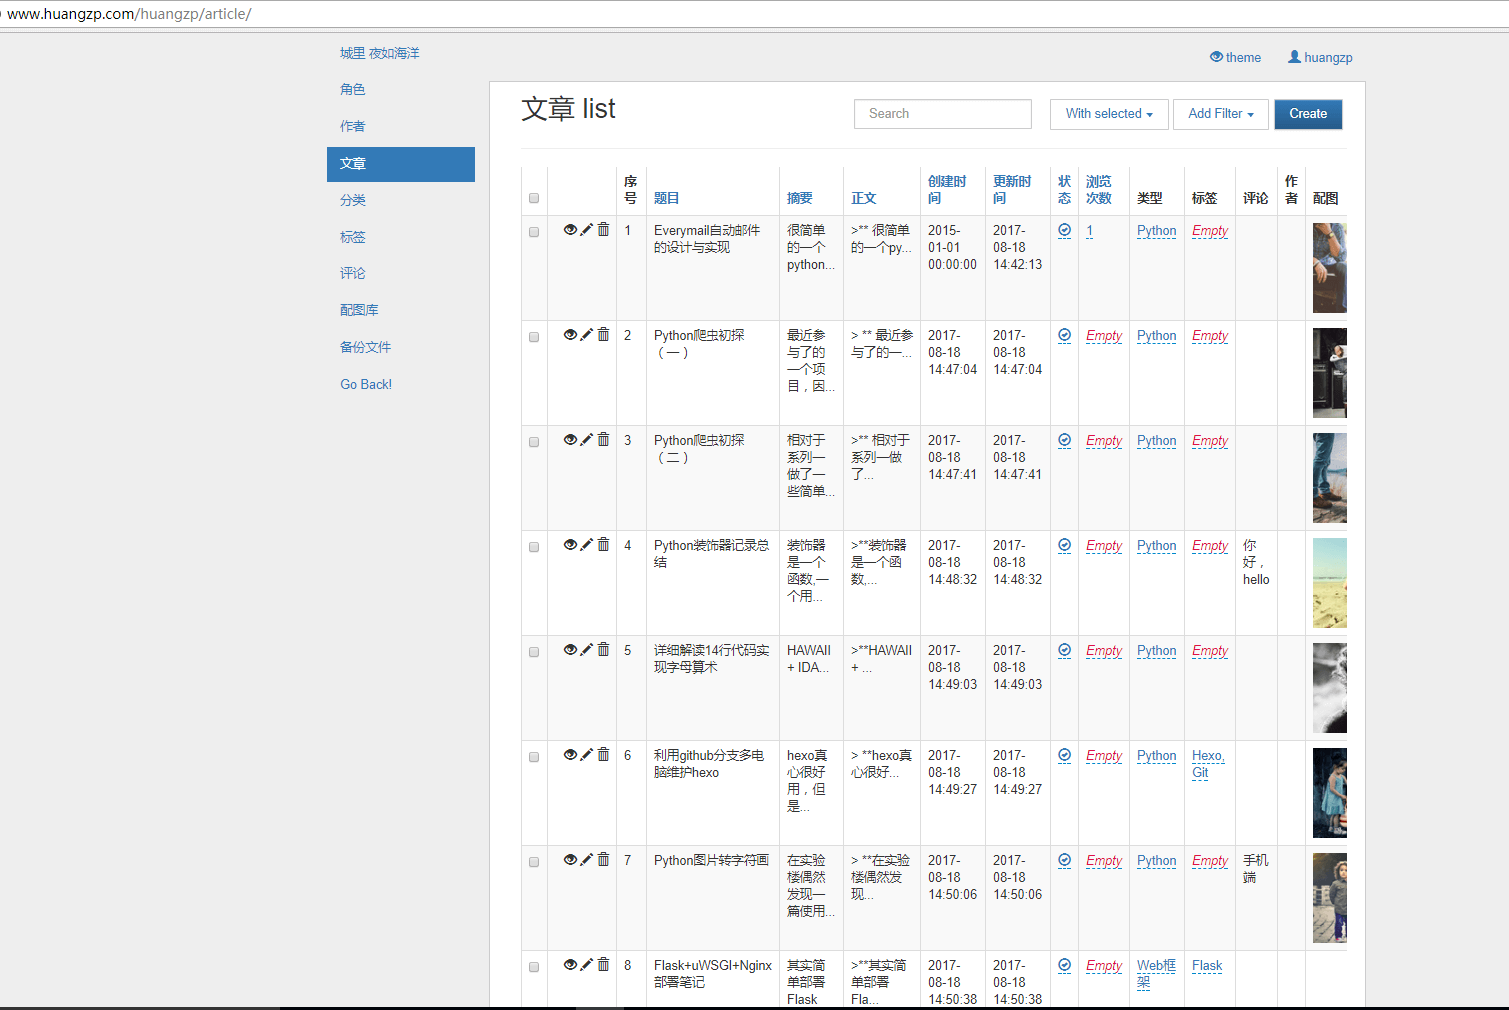 www.huangzp.com/huangzp/article/
城里 夜如海洋
角色
作者
文章
分类
标签
评论
配图库
备份文件
Go Back!
theme
huangzp
文章 list
Search
With selected
Add Filter
Create
序
号
题目
摘要
正文
创建时
间
更新时
间
状
态
浏览
次数
类型
标签
评论
作
者
配图
1
Everymail自动邮件
的设计与实现
很简单
的一个
python...
>** 很简单
的一个py...
2015-
01-01
00:00:00
2017-
08-18
14:42:13
1
Python
Empty
2
Python爬虫初探
（一）
最近参
与了的
一个项
目，因...
> ** 最近参
与了的一...
2017-
08-18
14:47:04
2017-
08-18
14:47:04
Empty
Python
Empty
3
Python爬虫初探
（二）
相对于
系列一
做了一
些简单...
>** 相对于
系列一做
了...
2017-
08-18
14:47:41
2017-
08-18
14:47:41
Empty
Python
Empty
4
Python装饰器记录总
结
装饰器
是一个
函数,一
个用...
>**装饰器
是一个函
数,...
2017-
08-18
14:48:32
2017-
08-18
14:48:32
Empty
Python
Empty
你
好，
hello
5
详细解读14行代码实
现字母算术
HAWAII
+ IDA...
>**HAWAII
+ ...
2017-
08-18
14:49:03
2017-
08-18
14:49:03
Empty
Python
Empty
6
利用github分支多电
脑维护hexo
hexo真
心很好
用，但
是...
> **hexo真
心很好...
2017-
08-18
14:49:27
2017-
08-18
14:49:27
Empty
Python
Hexo,
Git
7
Python图片转字符画
在实验
楼偶然
发现一
篇使用...
> **在实验
楼偶然发
现...
2017-
08-18
14:50:06
2017-
08-18
14:50:06
Empty
Python
Empty
手机
端
8
Flask+uWSGI+Nginx
部署笔记
其实简
单部署
Flask
>**其实简
单部署
Fla...
2017-
08-18
14:50:38
2017-
08-18
14:50:38
Empty
Web框
架
Flask